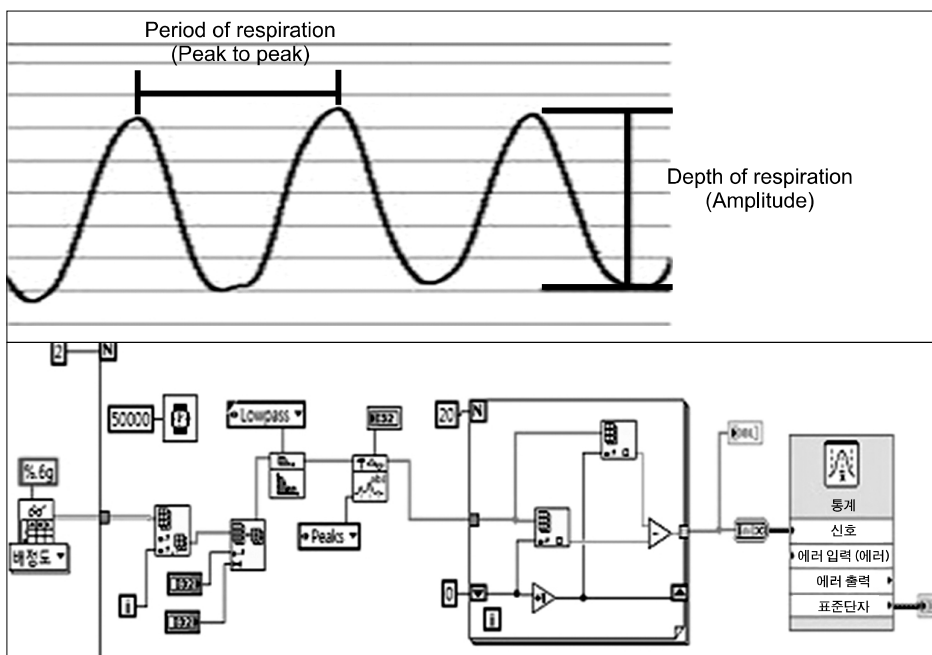 Period of respiration
(Peak to peak)
Depth of respiration
(Amplitude)
2
N
50000
Lowpass
20
N
%.6g
Peaks
배정도
통계
신호
에러 입력 (에러)
에러 출력
표준단자
I32
I32
i
0
+1
i